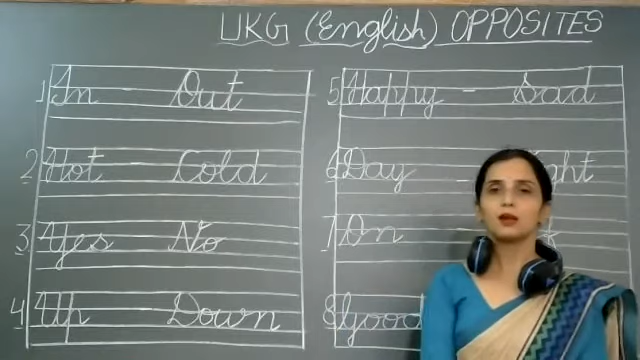 UKG (English) OPPOSITES
1 In - Out
2 Hot - Cold
3 Yes No
4 Up Down
5 Happy - Sad
6 Day -
7 On -
8 Good